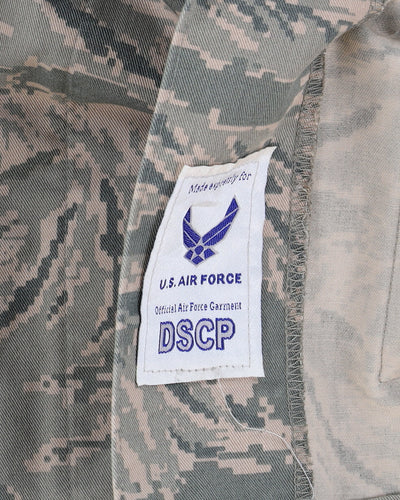 Made expressly for
U.S. AIR FORCE
Official Air Force Garment
DSCP